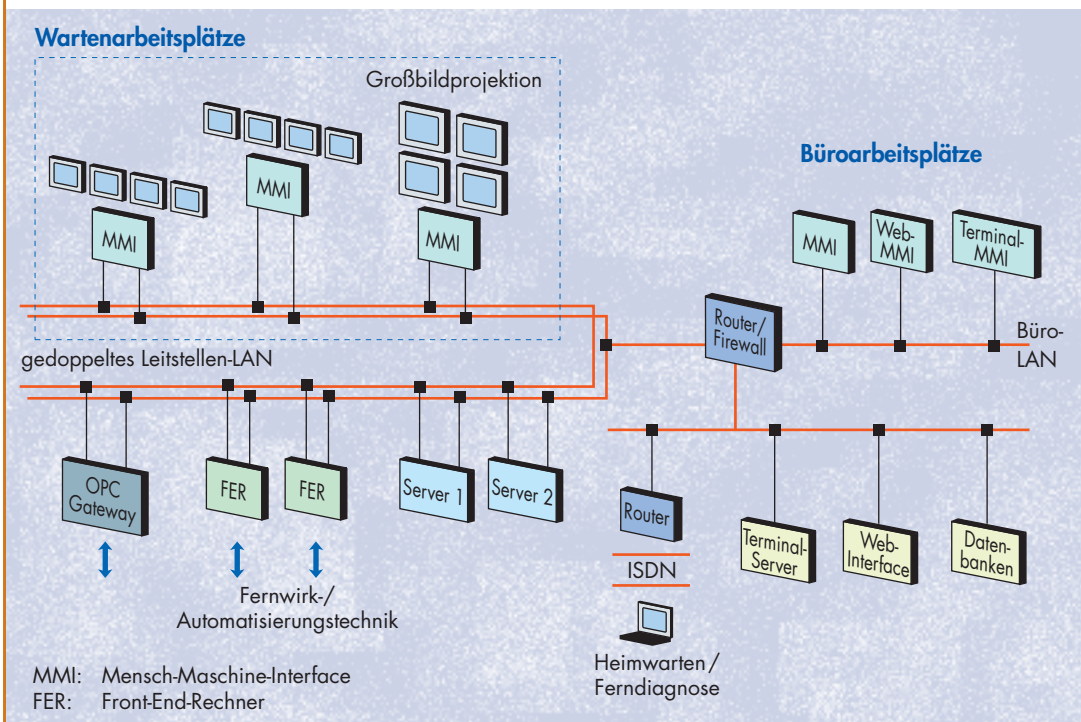 Wartenarbeitsplätze
Großbildprojektion
MMI
MMI
MMI
Büroarbeitsplätze
MMI
Web-
MMI
Terminal-
MMI
Router/
Firewall
Büro-
LAN
gedoppeltes Leitstellen-LAN
OPC
Gateway
FER
FER
Server 1
Server 2
Router
Terminal-
Server
Web-
Interface
Daten-
banken
ISDN
Fernwirk-/
Automatisierungstechnik
Heimwarten/
Ferndiagnose
MMI: Mensch-Maschine-Interface
FER: Front-End-Rechner